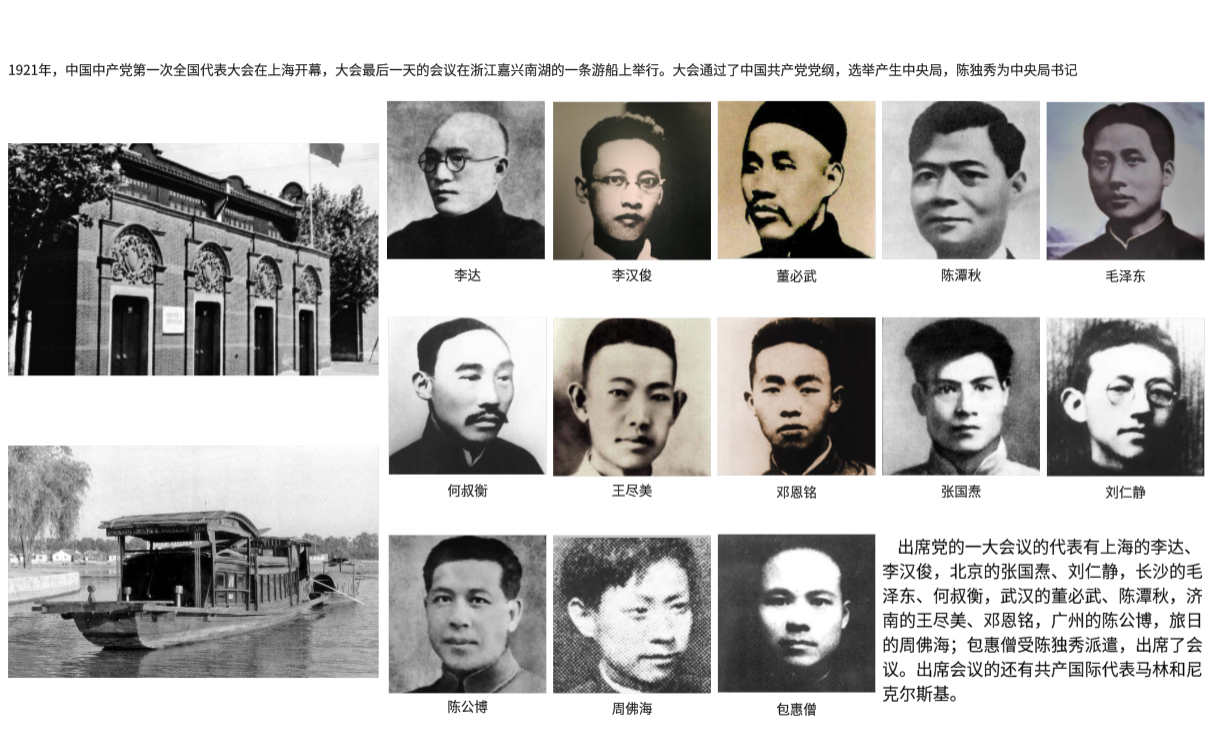 1921年，中国中产党第一次全国代表大会在上海开幕，大会最后一天的会议在浙江嘉兴南湖的一条游船上举行。大会通过了中国共产党党纲，选举产生中央局，陈独秀为中央局书记
李达
李汉俊
董必武
陈潭秋
毛泽东
何叔衡
王尽美
邓恩铭
张国焘
刘仁静
陈公博
周佛海
包惠僧
出席党的一大会议的代表有上海的李达、
李汉俊，北京的张国焘、刘仁静，长沙的毛
泽东、何叔衡，武汉的董必武、陈潭秋，济
南的王尽美、邓恩铭，广州的陈公博，旅日
的周佛海；包惠僧受陈独秀派遣，出席了会
议。出席会议的还有共产国际代表马林和尼
克尔斯基。